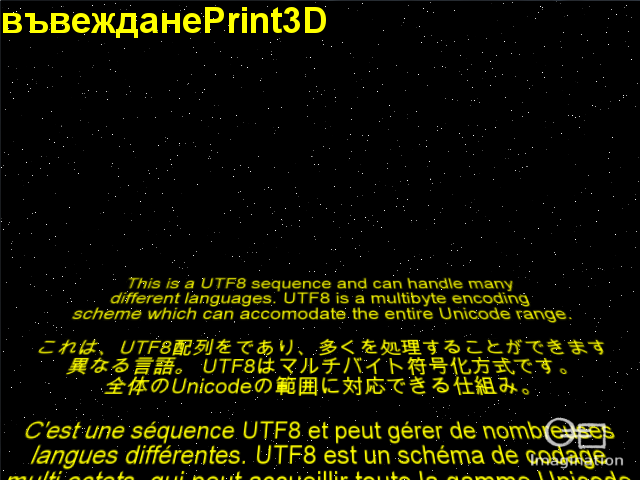 въвежданеPrint3D
This is a UTF8 sequence and can handle many
different languages. UTF8 is a multibyte encoding
scheme which can accomodate the entire Unicode range.
これは、UTF8配列をであり、多くを処理することができます
異なる言語。 UTF8はマルチバイト符号化方式です。
全体のUnicodeの範囲に対応できる仕組み。
C'est une séquence UTF8 et peut gérer de nombreuses
langues différentes. UTF8 est un schéma de codage
multi octets, qui peut accueillir toute la gamme Unicode
Imagination